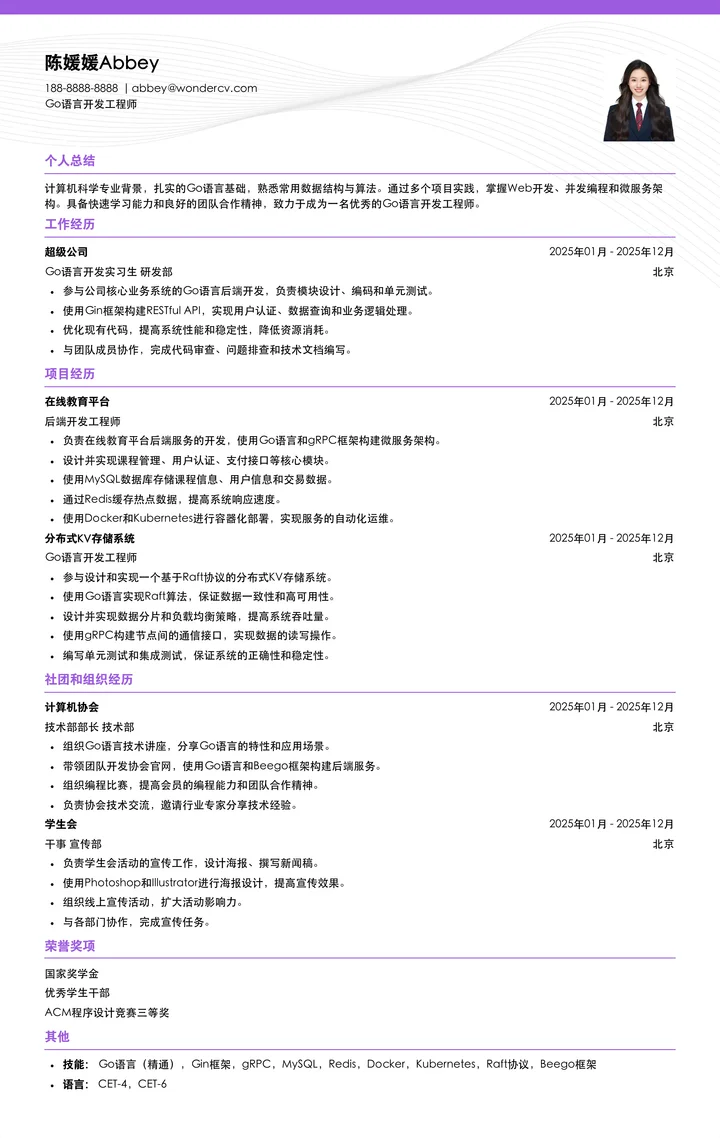 陈媛媛Abbey
188-8888-8888 | abbey@wondercv.com
Go语言开发工程师
个人总结
计算机科学专业背景，扎实的Go语言基础，熟悉常用数据结构与算法。通过多个项目实践，掌握Web开发、并发编程和微服务架
构。具备快速学习能力和良好的团队合作精神，致力于成为一名优秀的Go语言开发工程师。
工作经历
超级公司 2025年01月 - 2025年12月
Go语言开发实习生 研发部 北京
• 参与公司核心业务系统的Go语言后端开发，负责模块设计、编码和单元测试。
• 使用Gin框架构建RESTful API，实现用户认证、数据查询和业务逻辑处理。
• 优化现有代码，提高系统性能和稳定性，降低资源消耗。
• 与团队成员协作，完成代码审查、问题排查和技术文档编写。
项目经历
在线教育平台 2025年01月 - 2025年12月
后端开发工程师 北京
• 负责在线教育平台后端服务的开发，使用Go语言和gRPC框架构建微服务架构。
• 设计并实现课程管理、用户认证、支付接口等核心模块。
• 使用MySQL数据库存储课程信息、用户信息和交易数据。
• 通过Redis缓存热点数据，提高系统响应速度。
• 使用Docker和Kubernetes进行容器化部署，实现服务的自动化运维。
分布式KV存储系统 2025年01月 - 2025年12月
Go语言开发工程师 北京
• 参与设计和实现一个基于Raft协议的分布式KV存储系统。
• 使用Go语言实现Raft算法，保证数据一致性和高可用性。
• 设计并实现数据分片和负载均衡策略，提高系统吞吐量。
• 使用gRPC构建节点间的通信接口，实现数据的读写操作。
• 编写单元测试和集成测试，保证系统的正确性和稳定性。
社团和组织经历
计算机协会 2025年01月 - 2025年12月
技术部部长 技术部 北京
• 组织Go语言技术讲座，分享Go语言的特性和应用场景。
• 带领团队开发协会官网，使用Go语言和Beego框架构建后端服务。
• 组织编程比赛，提高会员的编程能力和团队合作精神。
• 负责协会技术交流，邀请行业专家分享技术经验。
学生会 2025年01月 - 2025年12月
干事 宣传部 北京
• 负责学生会活动的宣传工作，设计海报、撰写新闻稿。
• 使用Photoshop和Illustrator进行海报设计，提高宣传效果。
• 组织线上宣传活动，扩大活动影响力。
• 与各部门协作，完成宣传任务。
荣誉奖项
国家奖学金
优秀学生干部
ACM程序设计竞赛三等奖
其他
• 技能： Go语言（精通），Gin框架，gRPC，MySQL，Redis，Docker，Kubernetes，Raft协议，Beego框架
• 语言： CET-4，CET-6